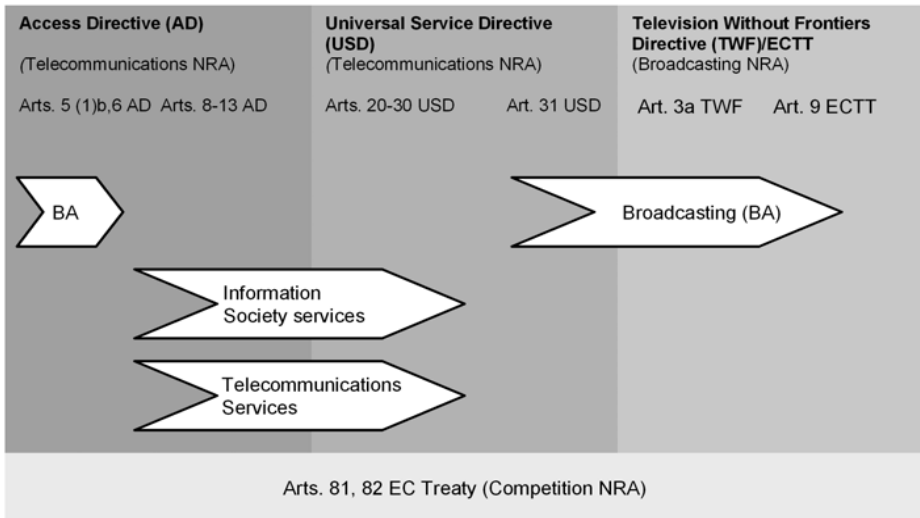 Access Directive (AD)
(Telecommunications NRA)
Arts. 5 (1)b,6 AD Arts. 8-13 AD
Universal Service Directive
(USD)
(Telecommunications NRA)
Arts. 20-30 USD Art. 31 USD
Television Without Frontiers
Directive (TWF)/ECTT
(Broadcasting NRA)
Art. 3a TWF Art. 9 ECTT
BA
Broadcasting (BA)
Information
Society services
Telecommunications
Services
Arts. 81, 82 EC Treaty (Competition NRA)